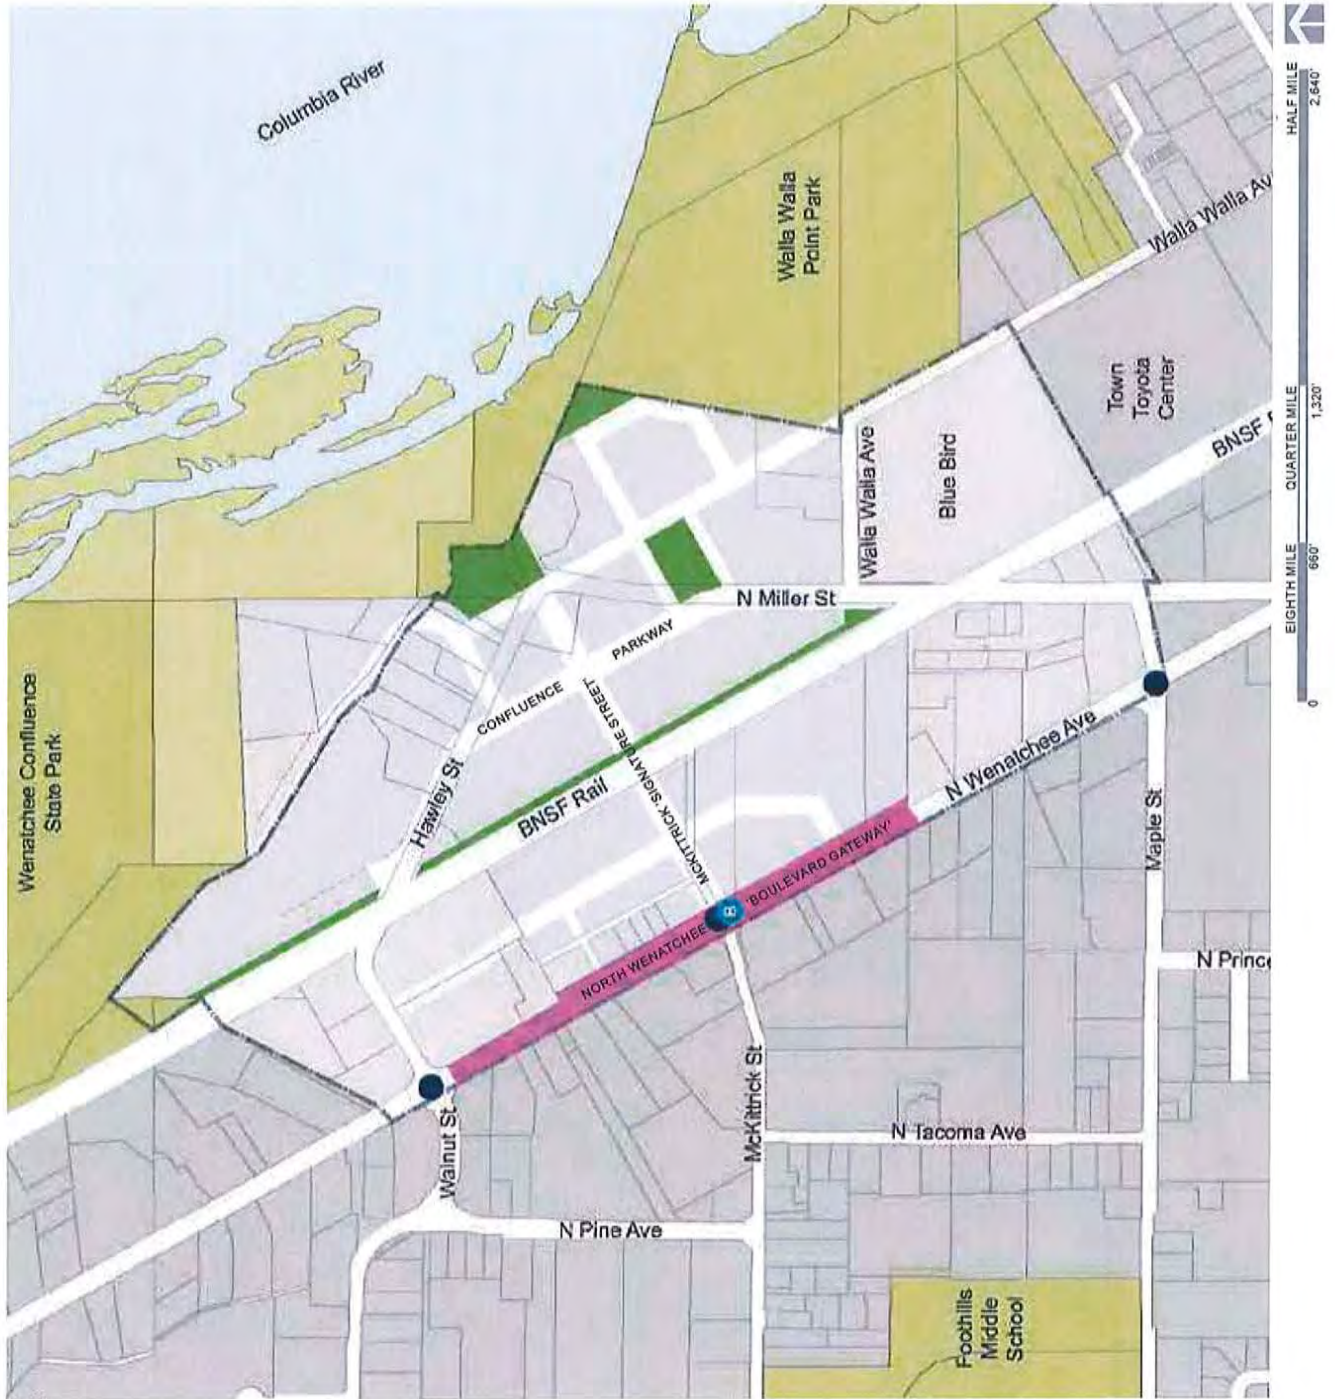 Columbia River
Wenatchee Confluence
State Park
Walla Walla
Point Park
Walla Walla Av
Town
Toyota
Center
BNSF
Walla Walla Ave
Blue Bird
N Miller St
PARKWAY
CONFLUENCE
MCKITTRICK 'SIGNATURE STREET'
Hawley St
BNSF Rail
N Wenatchee Ave
Maple St
'BOULEVARD GATEWAY'
NORTH WENATCHEE
B
N Prince
Walnut St
McKittrick St
N Tacoma Ave
N Pine Ave
Foothills
Middle
School
EIGHTH MILE
QUARTER MILE
HALF MILE
0
660'
1,320'
2,640'